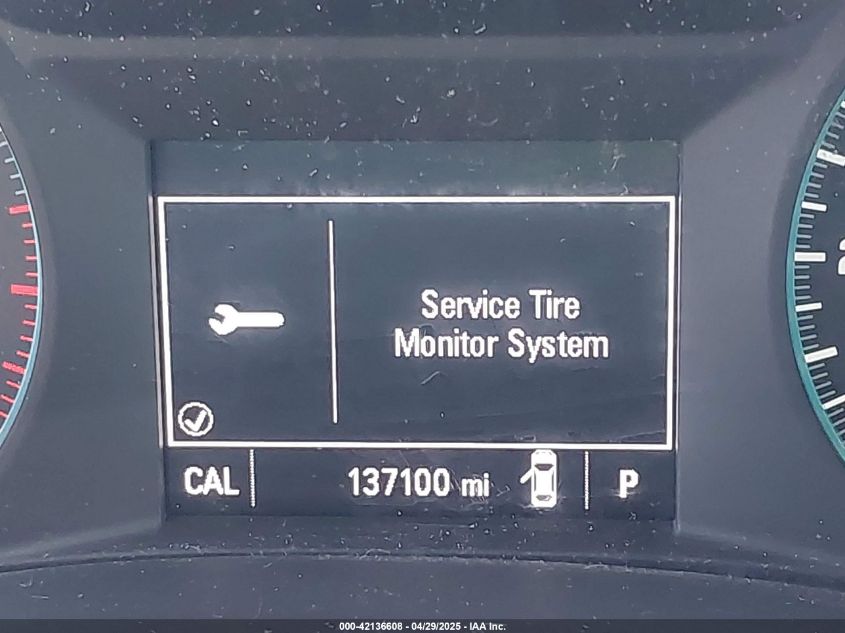 Service Tire
Monitor System
CAL
137100 mi
P
000-42136608 - 04/29/2025 - IAA Inc.